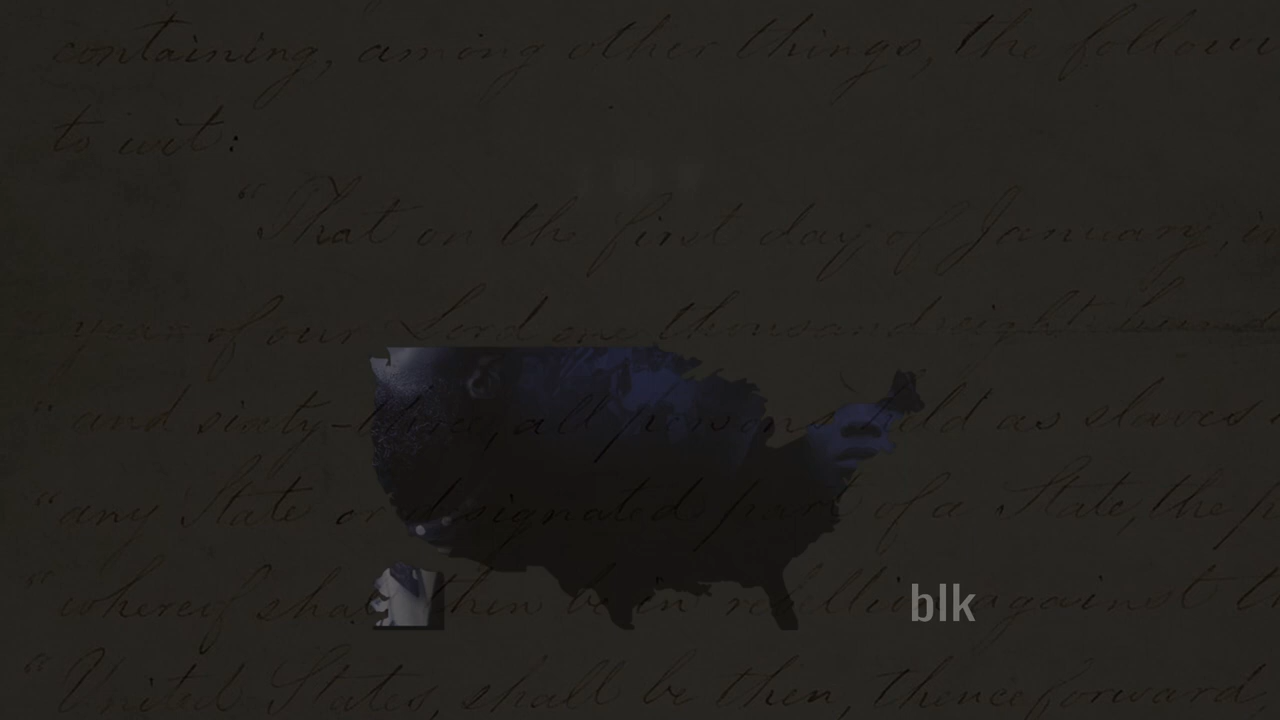 containing, among other things, the
to wit:
"That on the first day of January, in
year of our Lord one thousand eight
"and sixty-three, all persons held as slaves
"any State or designated part of a State, the
"whereof shall then be in rebellion against
blk
"United States, shall be then, thenceforward,